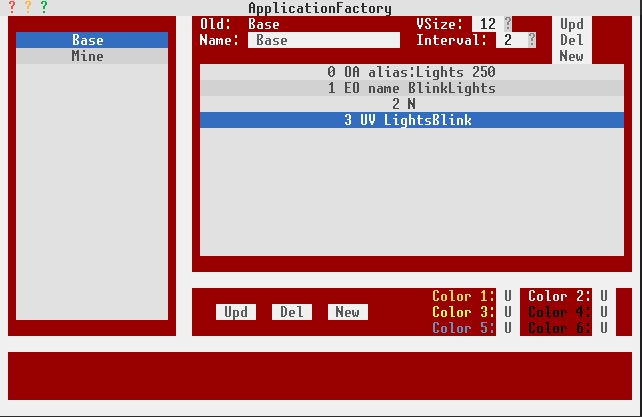 ? ? ? ApplicationFactory
Old: Base VSize: 12 ? Upd
Base Name: Base Interval: 2 ? Del
Mine New
0 OA alias:Lights 250
1 EO name BlinkLights
2 N
3 UV LightsBlink
Color 1: U Color 2: U
Upd Del New Color 3: U Color 4: U
Color 5: U Color 6: U